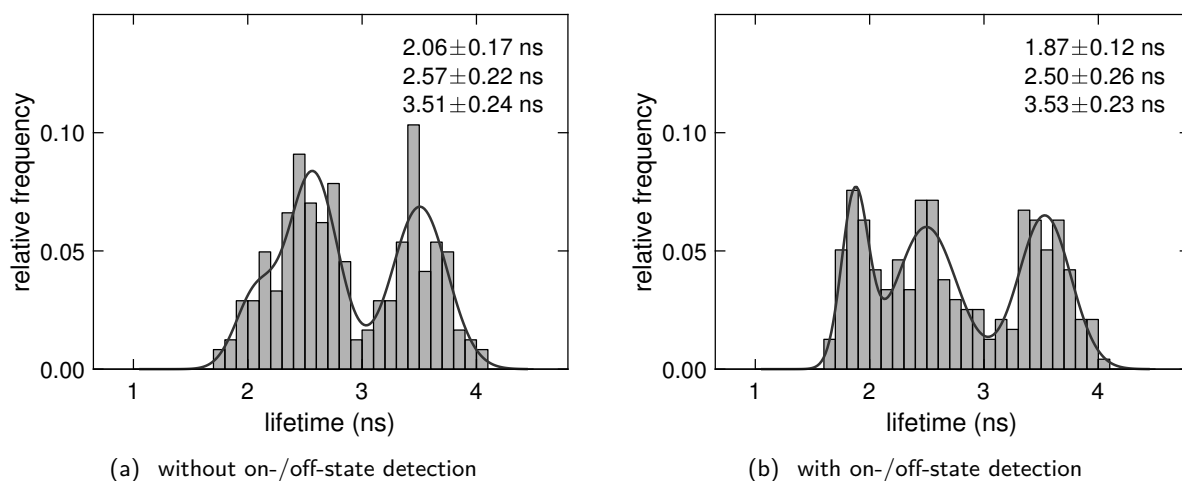 2.06±0.17 ns
2.57±0.22 ns
3.51±0.24 ns
relative frequency
0.10
0.05
0.00
1 2 3 4
lifetime (ns)
(a) without on-/off-state detection
1.87±0.12 ns
2.50±0.26 ns
3.53±0.23 ns
relative frequency
0.10
0.05
0.00
1 2 3 4
lifetime (ns)
(b) with on-/off-state detection